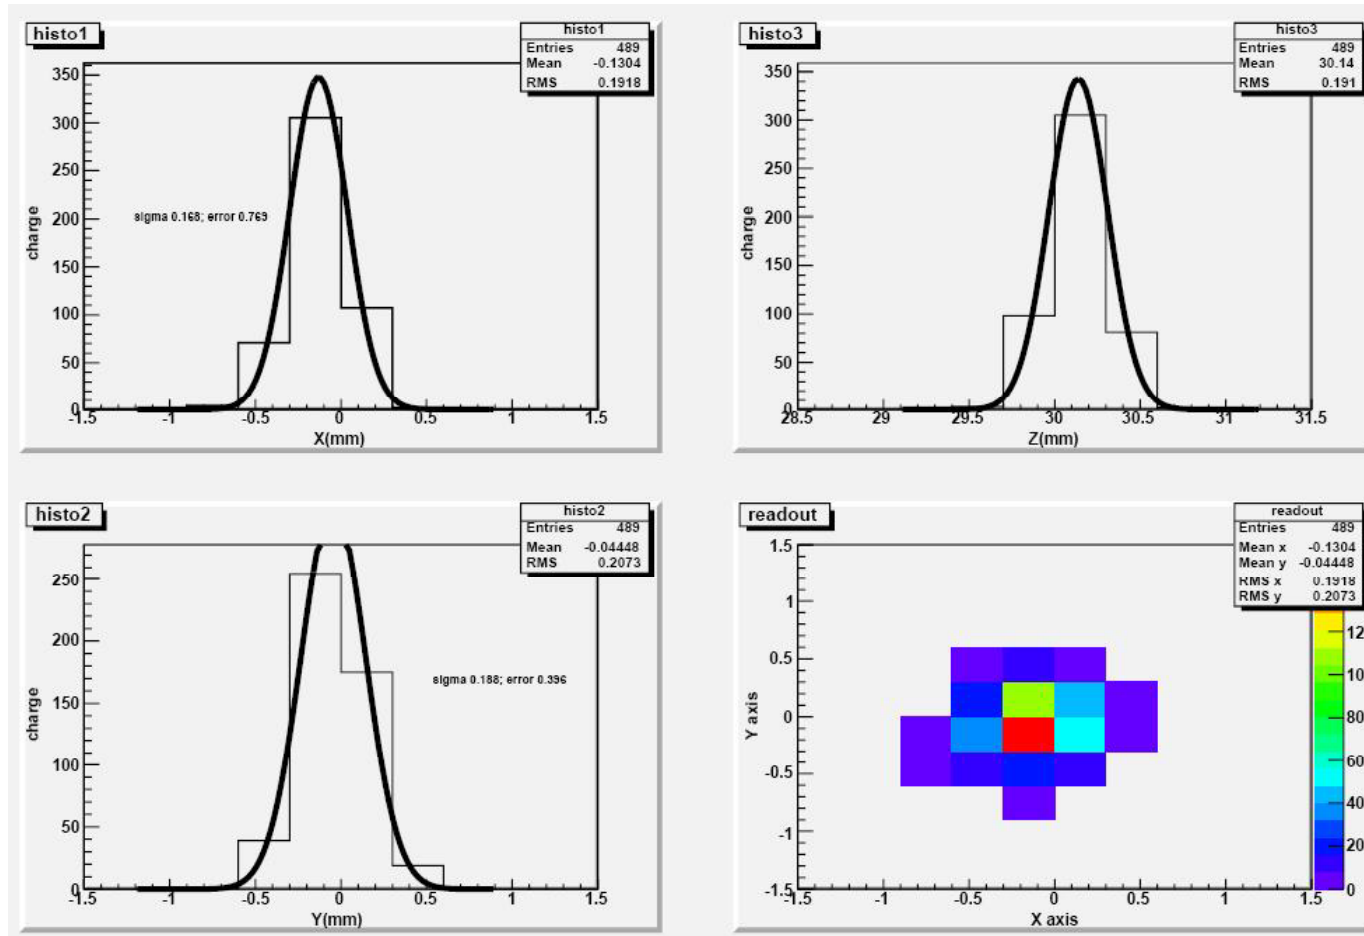 histo1
histo1
Entries 489
Mean -0.1304
RMS 0.1918
350
300
250
200
150
100
50
0
charge
sigma 0.168; error 0.769
-1.5 -1 -0.5 0 0.5 1 1.5
X(mm)
histo3
histo3
Entries 489
Mean 30.14
RMS 0.191
350
300
250
200
150
100
50
0
charge
28.5 29 29.5 30 30.5 31 31.5
Z(mm)
histo2
histo2
Entries 489
Mean -0.04448
RMS 0.2073
250
200
150
100
50
0
charge
sigma 0.188; error 0.396
-1.5 -1 -0.5 0 0.5 1 1.5
Y(mm)
readout
readout
Entries 489
Mean x -0.1304
Mean y -0.04448
RMS x 0.1918
RMS y 0.2073
1.5
1
0.5
0
-0.5
-1
-1.5
Y axis
-1.5 -1 -0.5 0 0.5 1 1.5
X axis
12
100
80
60
40
20
0